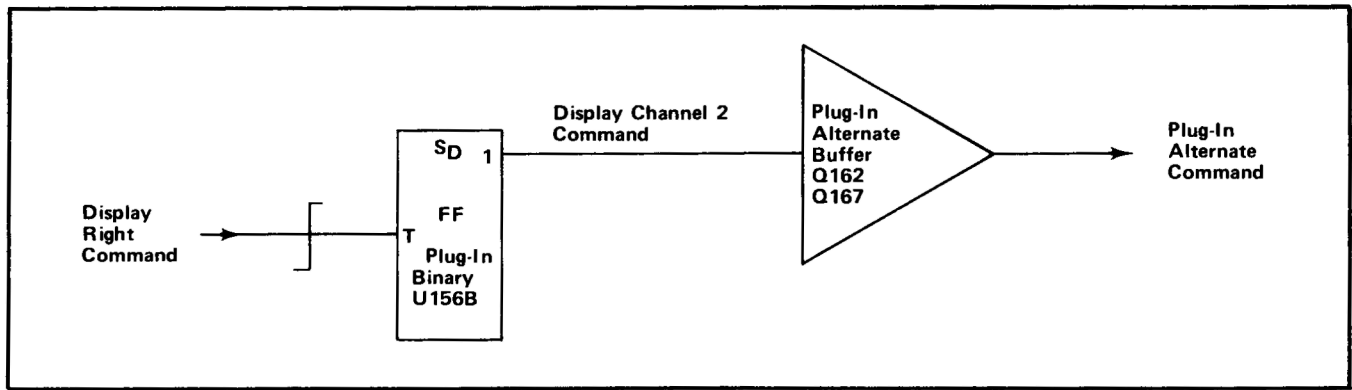 Display
Right
Command
SD 1
FF
T
Plug-In
Binary
U156B
Display Channel 2
Command
Plug-In
Alternate
Buffer
Q162
Q167
Plug-In
Alternate
Command